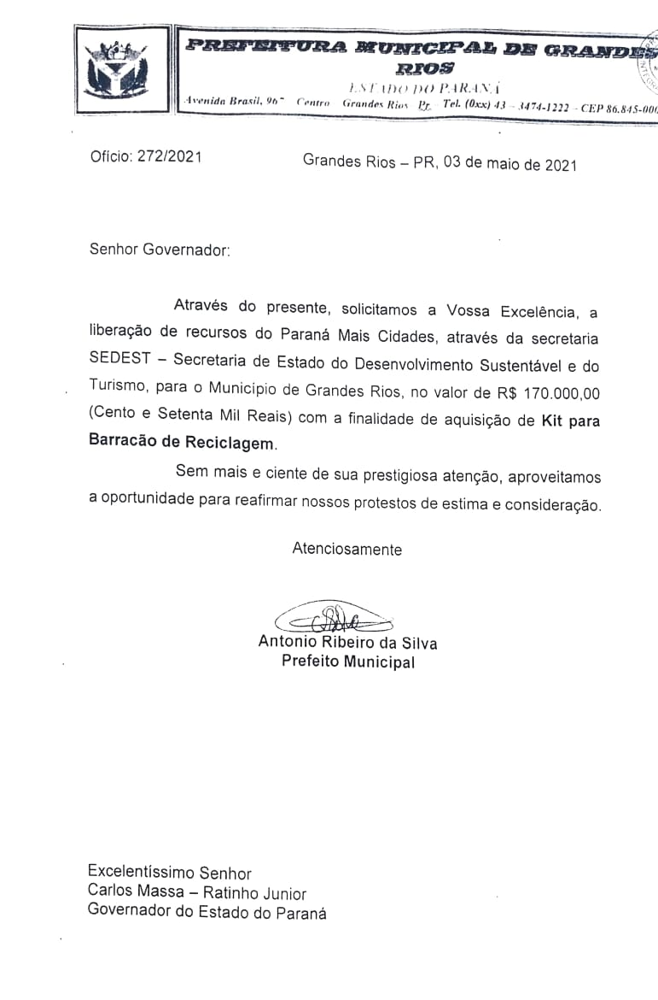 PREFEITURA MUNICIPAL DE GRANDES
RIOS
ESTADO DO PARANÁ
Avenida Brasil, Centro Grandes Rios Pr. Tel. (0xx) 43 - 3474-1222 - CEP 86.845-000
Ofício: 272/2021
Grandes Rios – PR, 03 de maio de 2021
Senhor Governador:
Através do presente, solicitamos a Vossa Excelência, a
liberação de recursos do Paraná Mais Cidades, através da secretaria
SEDEST – Secretaria de Estado do Desenvolvimento Sustentável e do
Turismo, para o Município de Grandes Rios, no valor de R$ 170.000,00
(Cento e Setenta Mil Reais) com a finalidade de aquisição de Kit para
Barracão de Reciclagem.
Sem mais e ciente de sua prestigiosa atenção, aproveitamos
a oportunidade para reafirmar nossos protestos de estima e consideração.
Atenciosamente
Antonio Ribeiro da Silva
Prefeito Municipal
Excelentíssimo Senhor
Carlos Massa – Ratinho Junior
Governador do Estado do Paraná